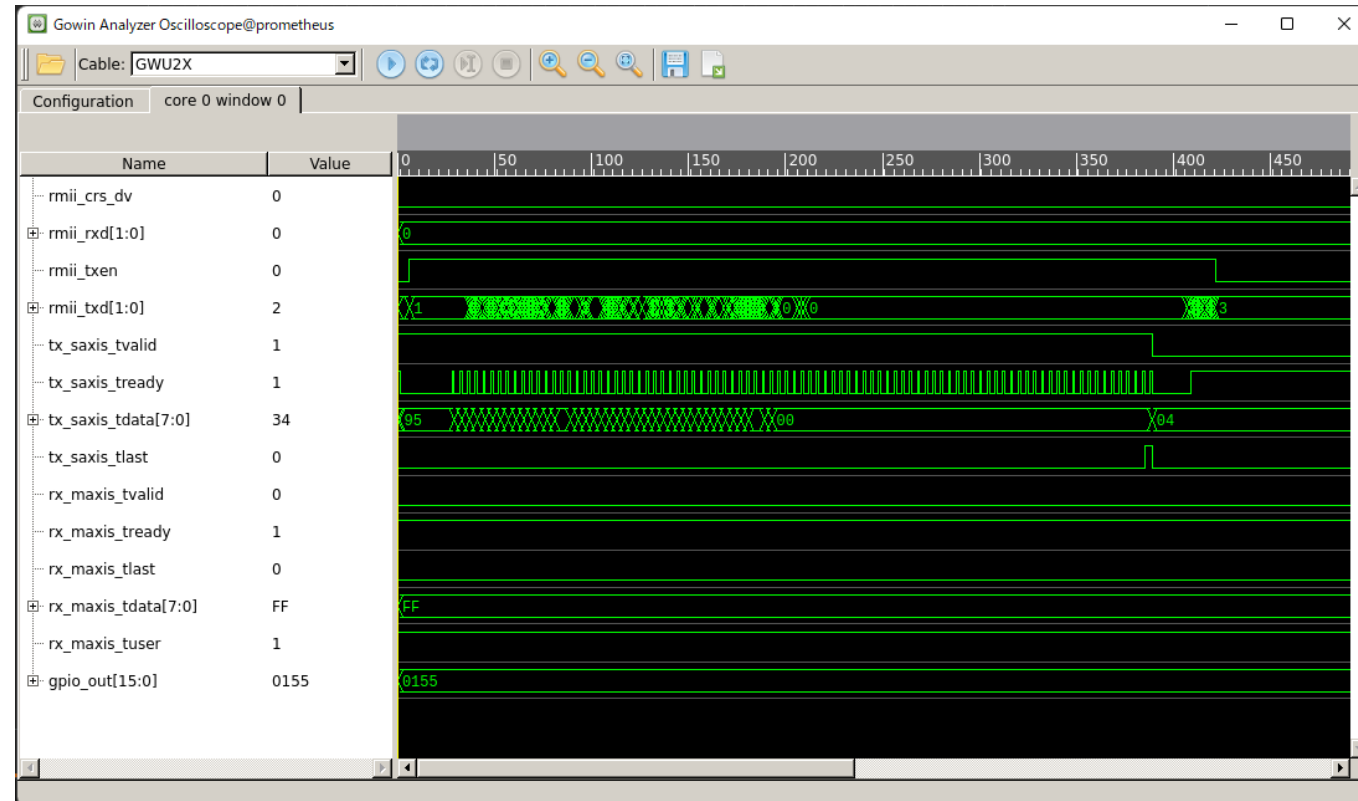 Gowin Analyzer Oscilloscope@prometheus
Cable: GWU2X
Configuration core 0 window 0
Name Value 0 50 100 150 200 250 300 350 400 450
rmii_crs_dv 0
rmii_rxd[1:0] 0 0
rmii_txen 0
rmii_txd[1:0] 2 1 0 0 3
tx_saxis_tvalid 1
tx_saxis_tready 1
tx_saxis_tdata[7:0] 34 95 00 04
tx_saxis_tlast 0
rx_maxis_tvalid 0
rx_maxis_tready 1
rx_maxis_tlast 0
rx_maxis_tdata[7:0] FF FF
rx_maxis_tuser 1
gpio_out[15:0] 0155 0155